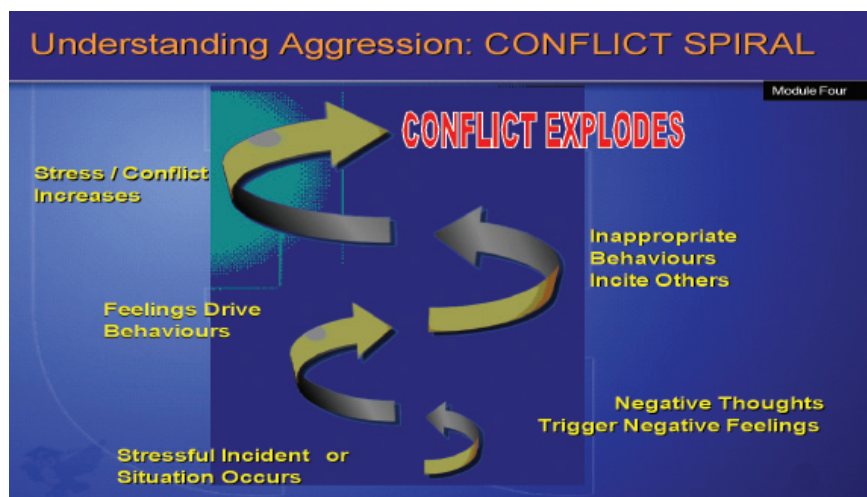 Understanding Aggression: CONFLICT SPIRAL
Module Four
CONFLICT EXPLODES
Stress / Conflict
Increases
Inappropriate
Behaviours
Incite Others
Feelings Drive
Behaviours
Negative Thoughts
Trigger Negative Feelings
Stressful Incident or
Situation Occurs